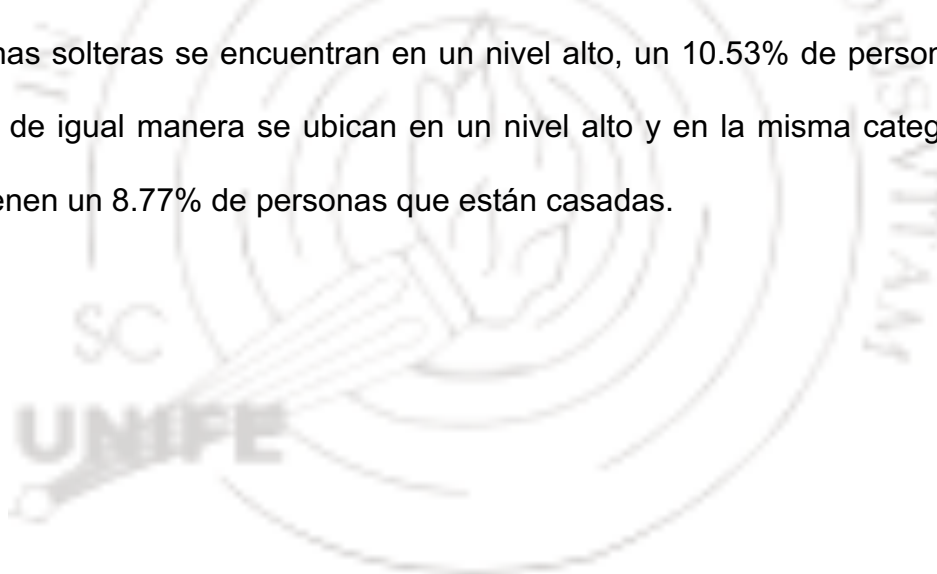 nas solteras se encuentran en un nivel alto, un 10.53% de person
de igual manera se ubican en un nivel alto y en la misma categ
enen un 8.77% de personas que están casadas.
SC
UNIFE